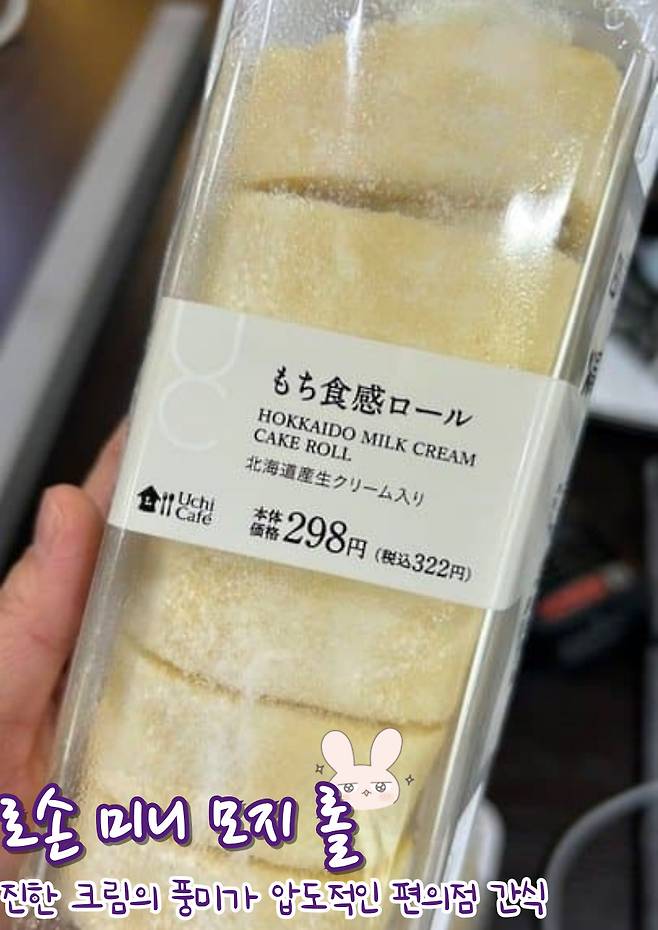 UC
もち食感ロール
HOKKAIDO MILK CREAM
CAKE ROLL
北海道産生クリーム入り
Uchi
Café
本体
価格298円 (税込322円)
로손 미니 모지 롤
진한 크림의 풍미가 압도적인 편의점 간식